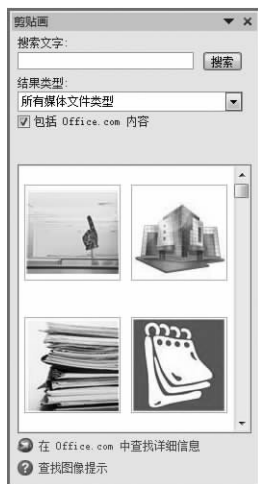 剪贴画
搜索文字:
搜索
结果类型:
所有媒体文件类型
包括 Office.com 内容
在 Office.com 中查找详细信息
查找图像提示